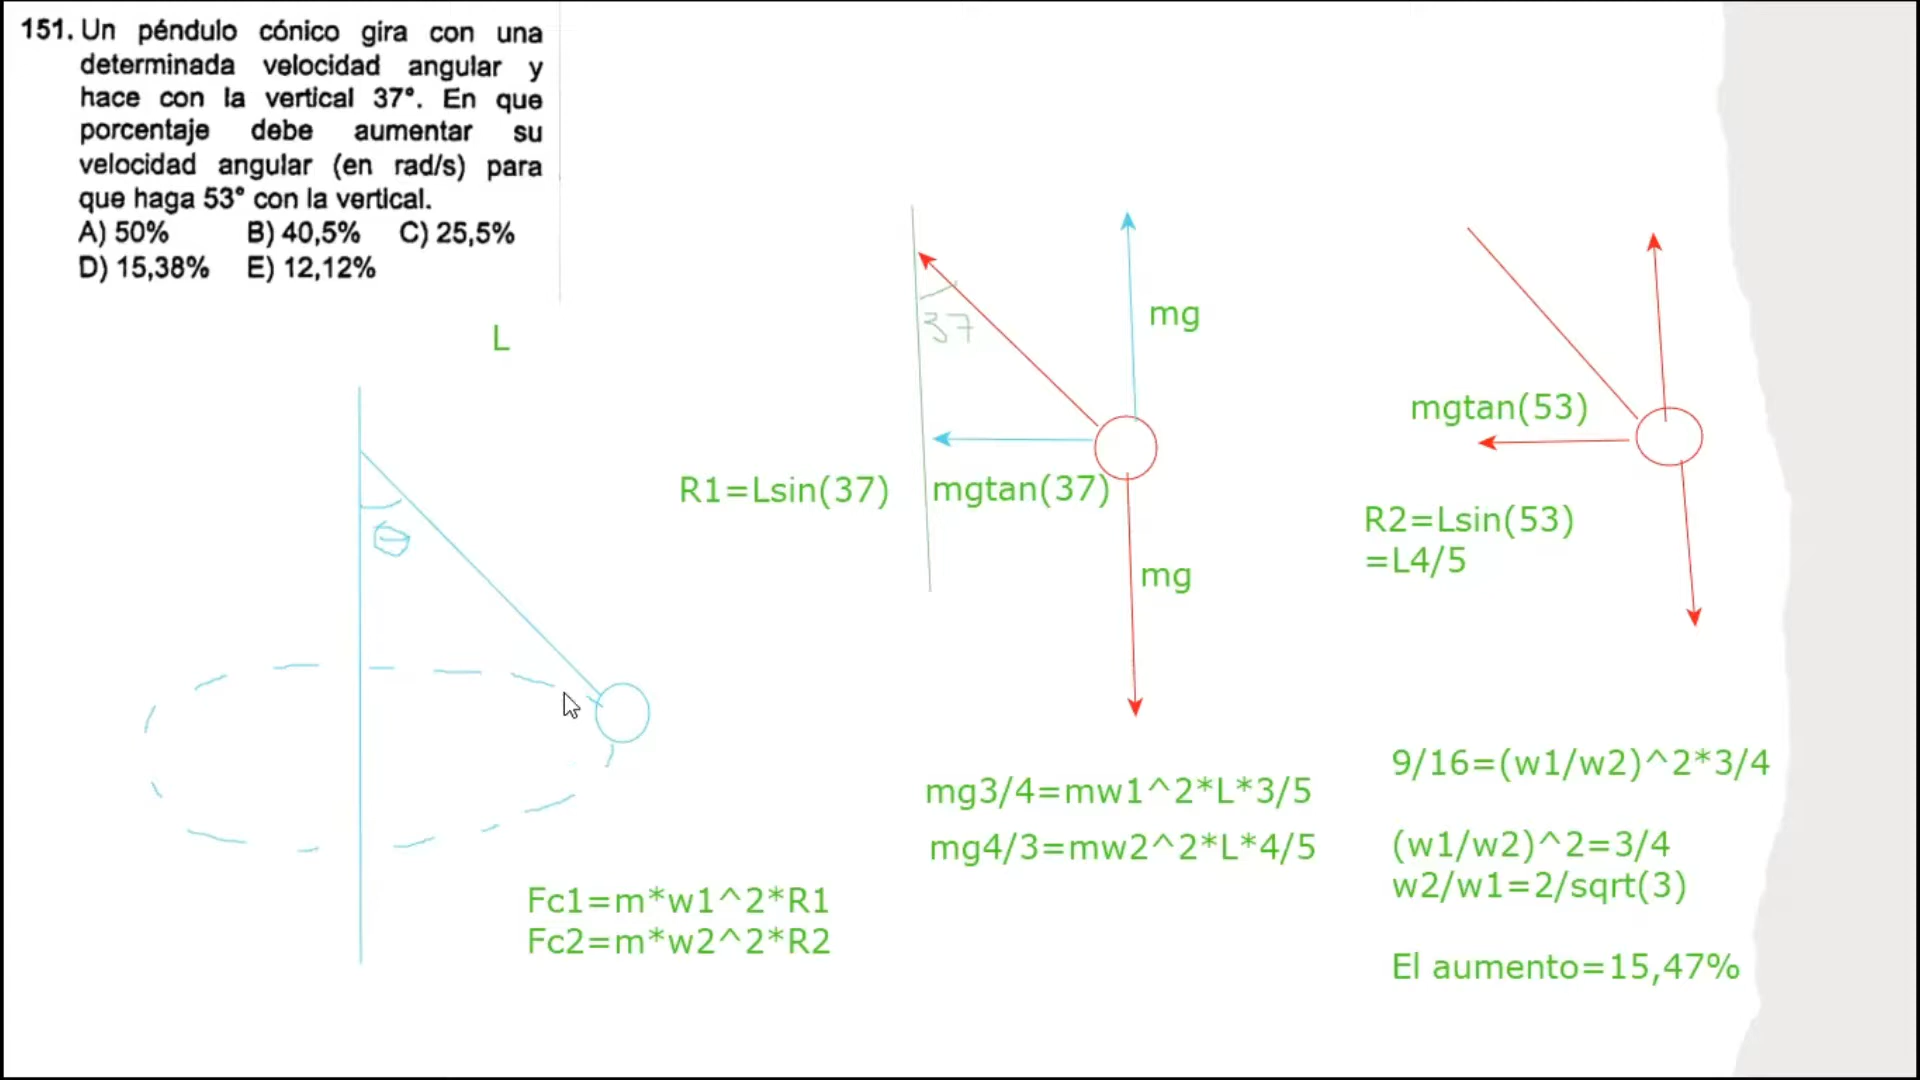 151. Un péndulo cónico gira con una
determinada velocidad angular y
hace con la vertical 37°. En que
porcentaje debe aumentar su
velocidad angular (en rad/s) para
que haga 53° con la vertical.
A) 50% B) 40,5% C) 25,5%
D) 15,38% E) 12,12%
L
θ
37
mg
R1=Lsin(37)
mgtan(37)
mg
mgtan(53)
R2=Lsin(53)
=L4/5
Fc1=m*w1^2*R1
Fc2=m*w2^2*R2
mg3/4=mw1^2*L*3/5
mg4/3=mw2^2*L*4/5
9/16=(w1/w2)^2*3/4
(w1/w2)^2=3/4
w2/w1=2/sqrt(3)
El aumento=15,47%